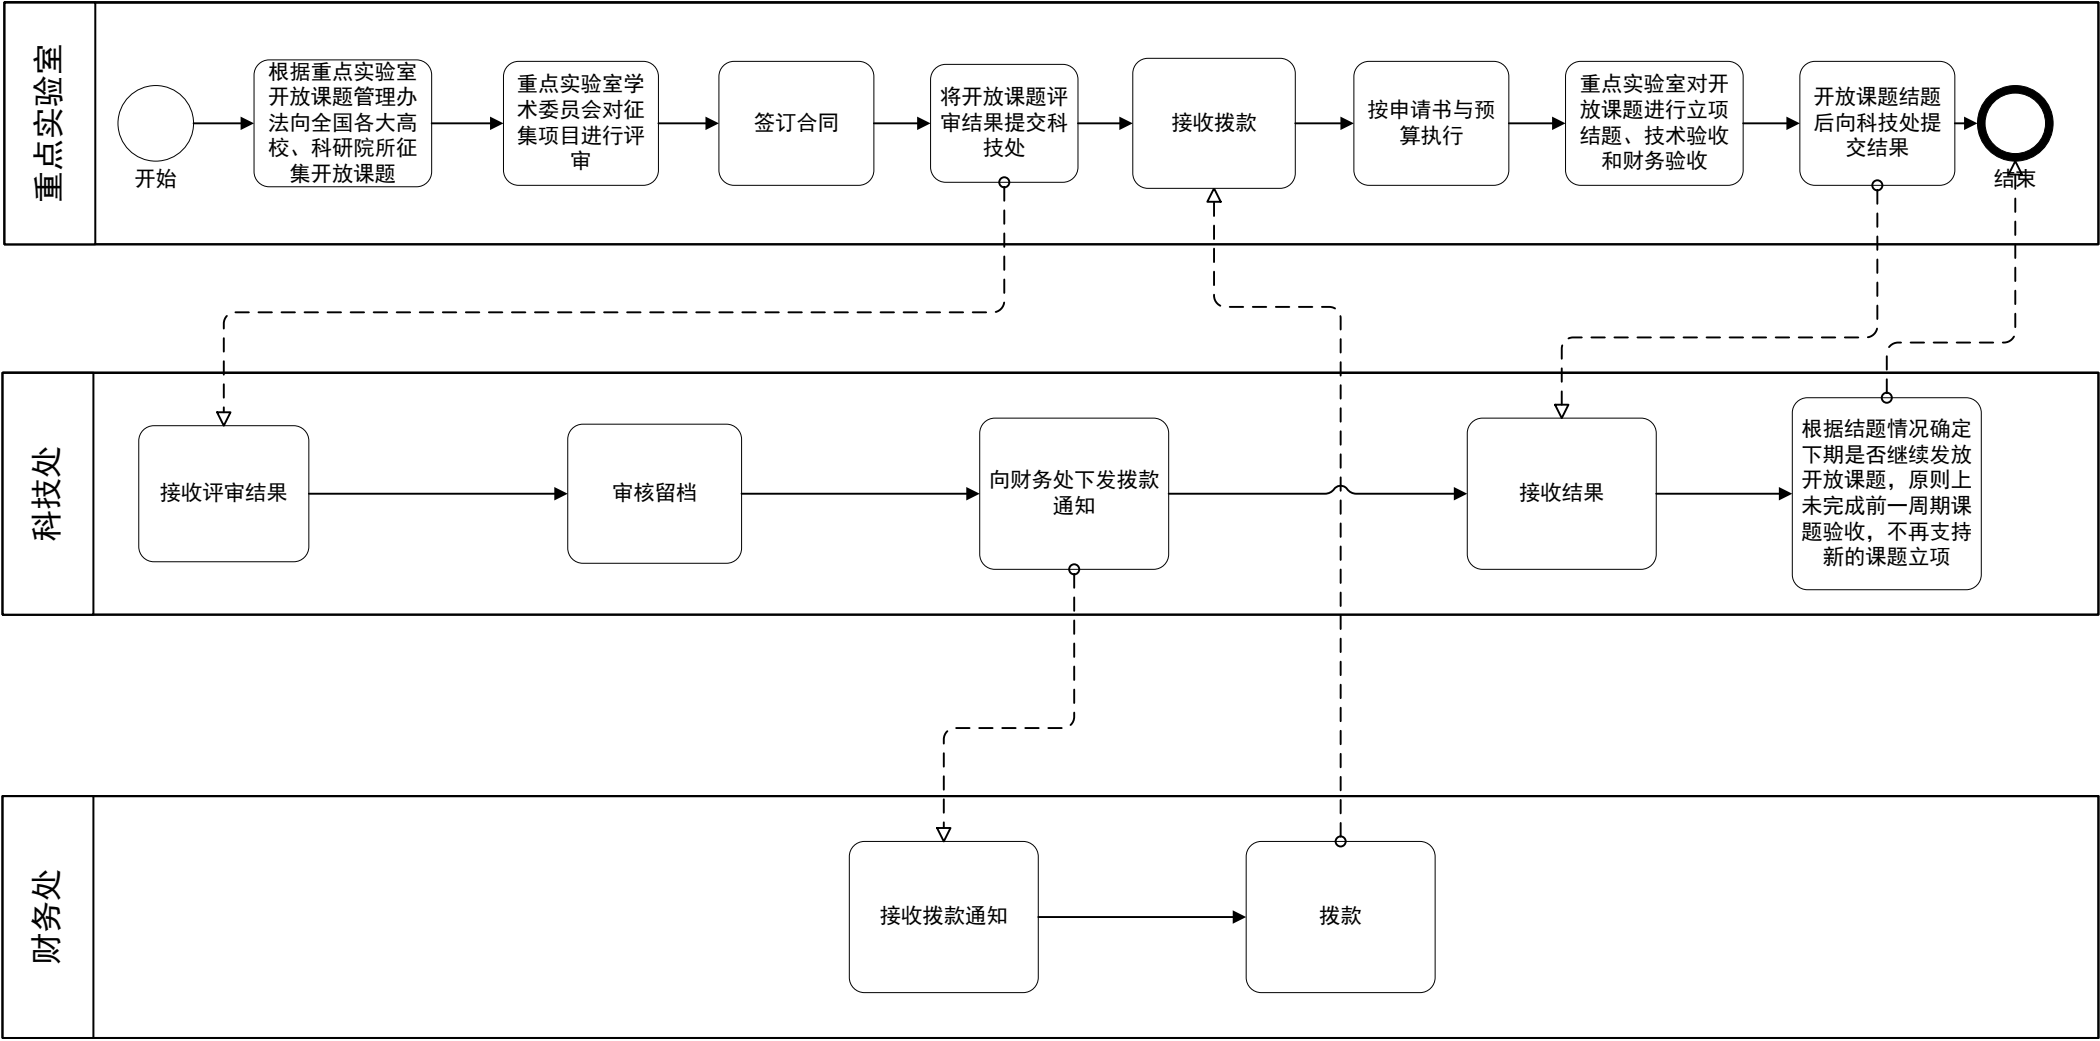 重点实验室
开始
根据重点实验室
开放课题管理办
法向全国各大高
校、科研院所征
集开放课题
重点实验室学
术委员会对征
集项目进行评
审
签订合同
将开放课题评
审结果提交科
技处
接收拨款
按申请书与预
算执行
重点实验室对开
放课题进行立项
结题、技术验收
和财务验收
开放课题结题
后向科技处提
交结果
结束
科技处
接收评审结果
审核留档
向财务处下发拨款
通知
接收结果
根据结题情况确定
下期是否继续发放
开放课题，原则上
未完成前一周期课
题验收，不再支持
新的课题立项
财务处
接收拨款通知
拨款